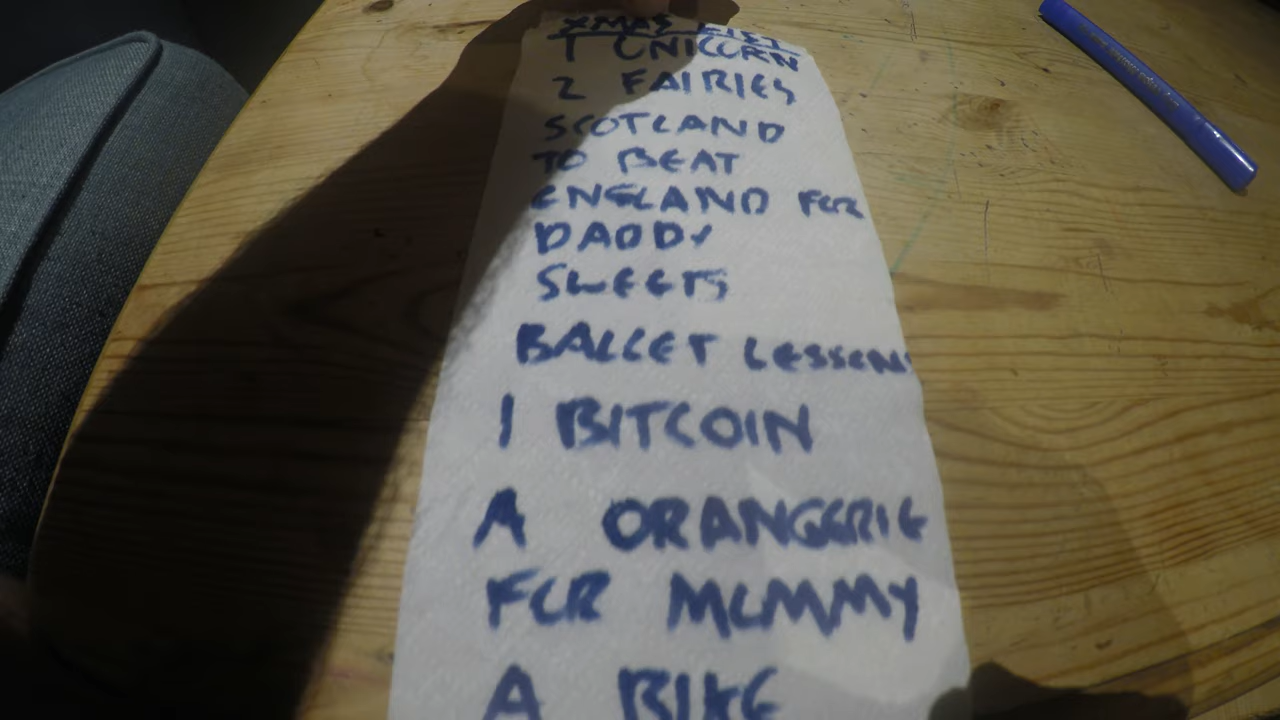 XMAS LIST
1 UNICORN
2 FAIRIES
SCOTLAND
TO BEAT
ENGLAND FOR
DADDY
SWEETS
BALLET LESSONS
1 BITCOIN
A ORANGERIE
FOR MUMMY
A BIKE